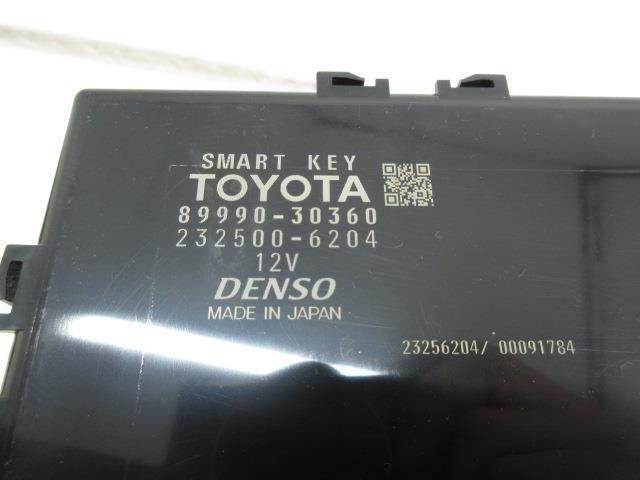 SMART KEY
TOYOTA
89990-30360
232500-6204
12V
DENSO
MADE IN JAPAN
23256204/ 00091784